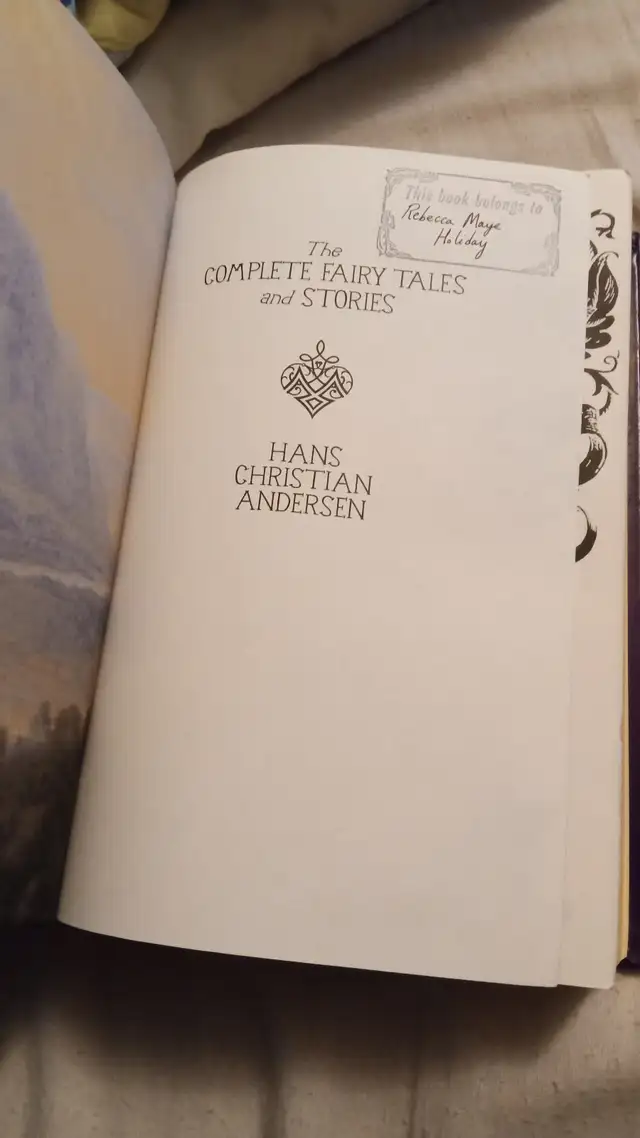 This book belongs to
Rebecca Maye
Holiday
The
COMPLETE FAIRY TALES
and STORIES
HANS
CHRISTIAN
ANDERSEN